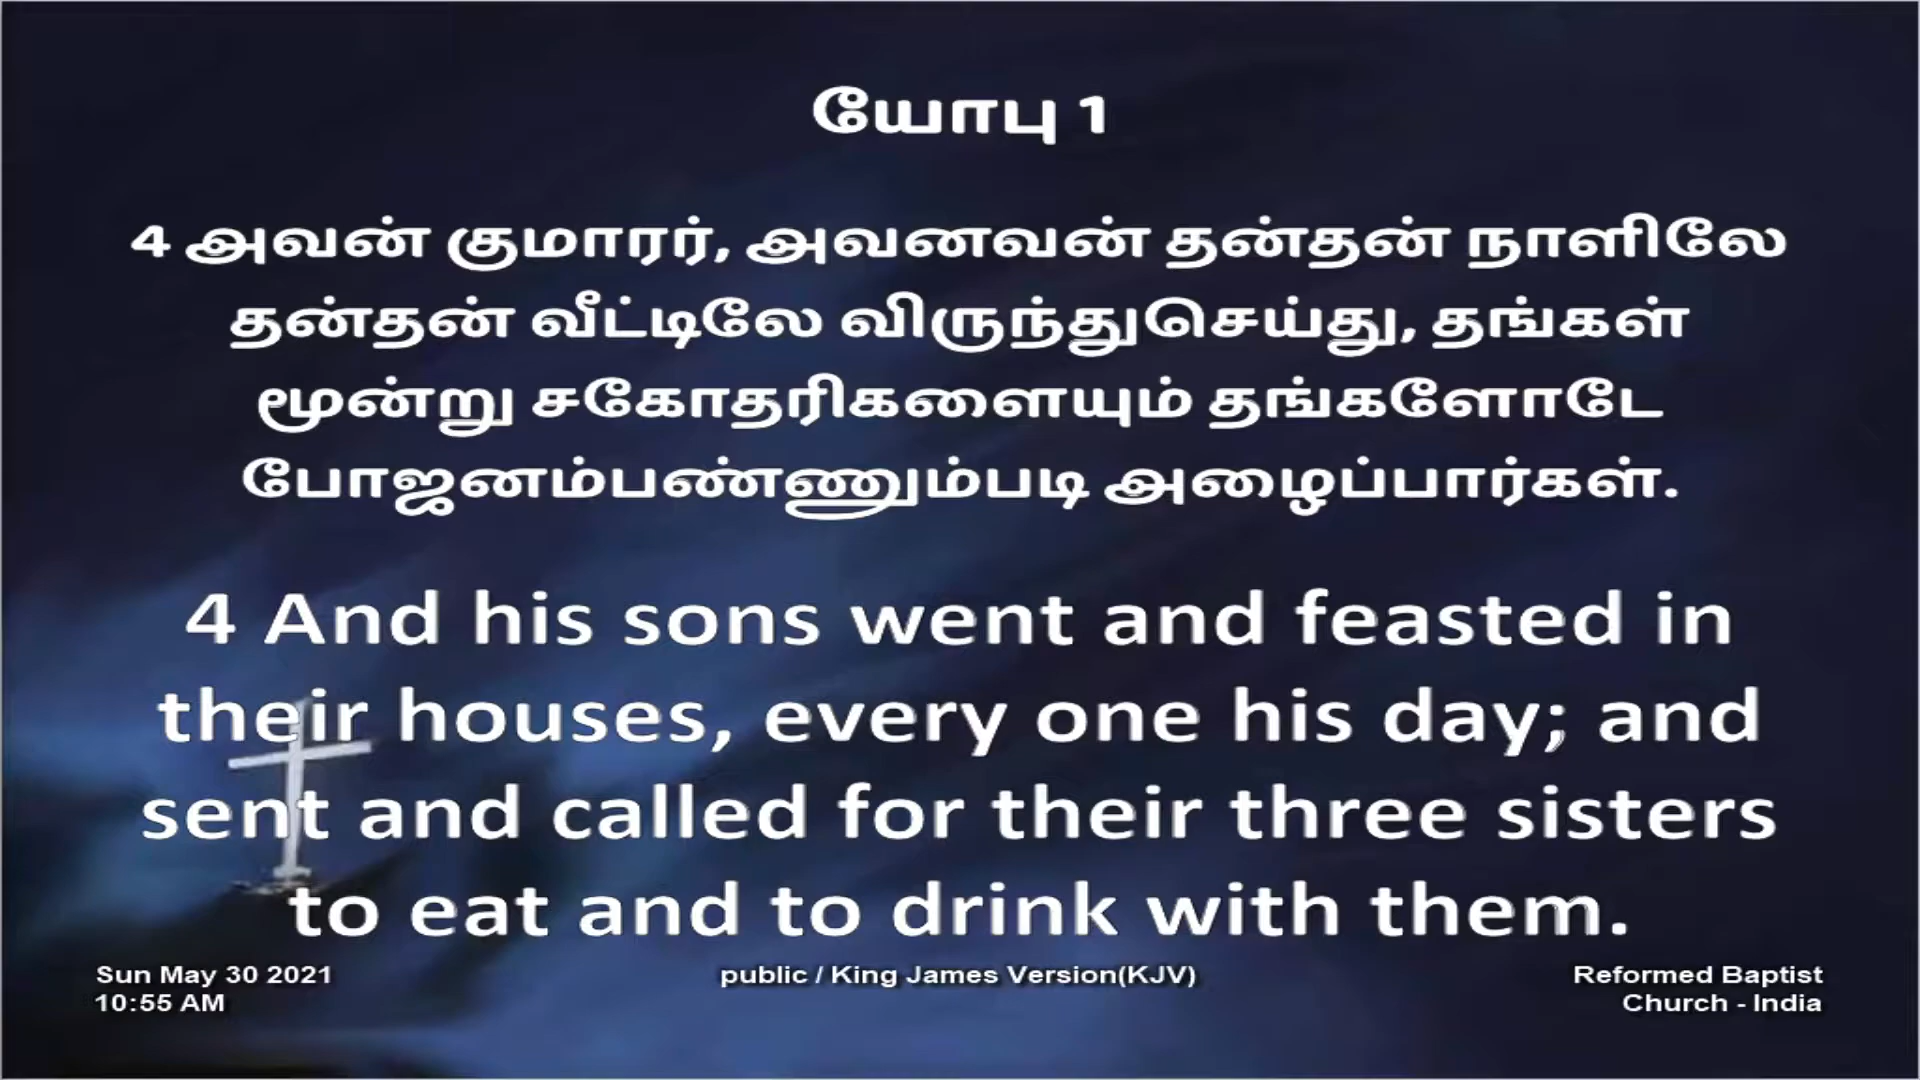 யோபு 1
4 அவன் குமாரர், அவனவன் தன்தன் நாளிலே
தன்தன் வீட்டிலே விருந்துசெய்து, தங்கள்
மூன்று சகோதரிகளையும் தங்களோடே
போஜனம்பண்ணும்படி அழைப்பார்கள்.
4 And his sons went and feasted in
their houses, every one his day; and
sent and called for their three sisters
to eat and to drink with them.
Sun May 30 2021
10:55 AM
public / King James Version(KJV)
Reformed Baptist
Church - India